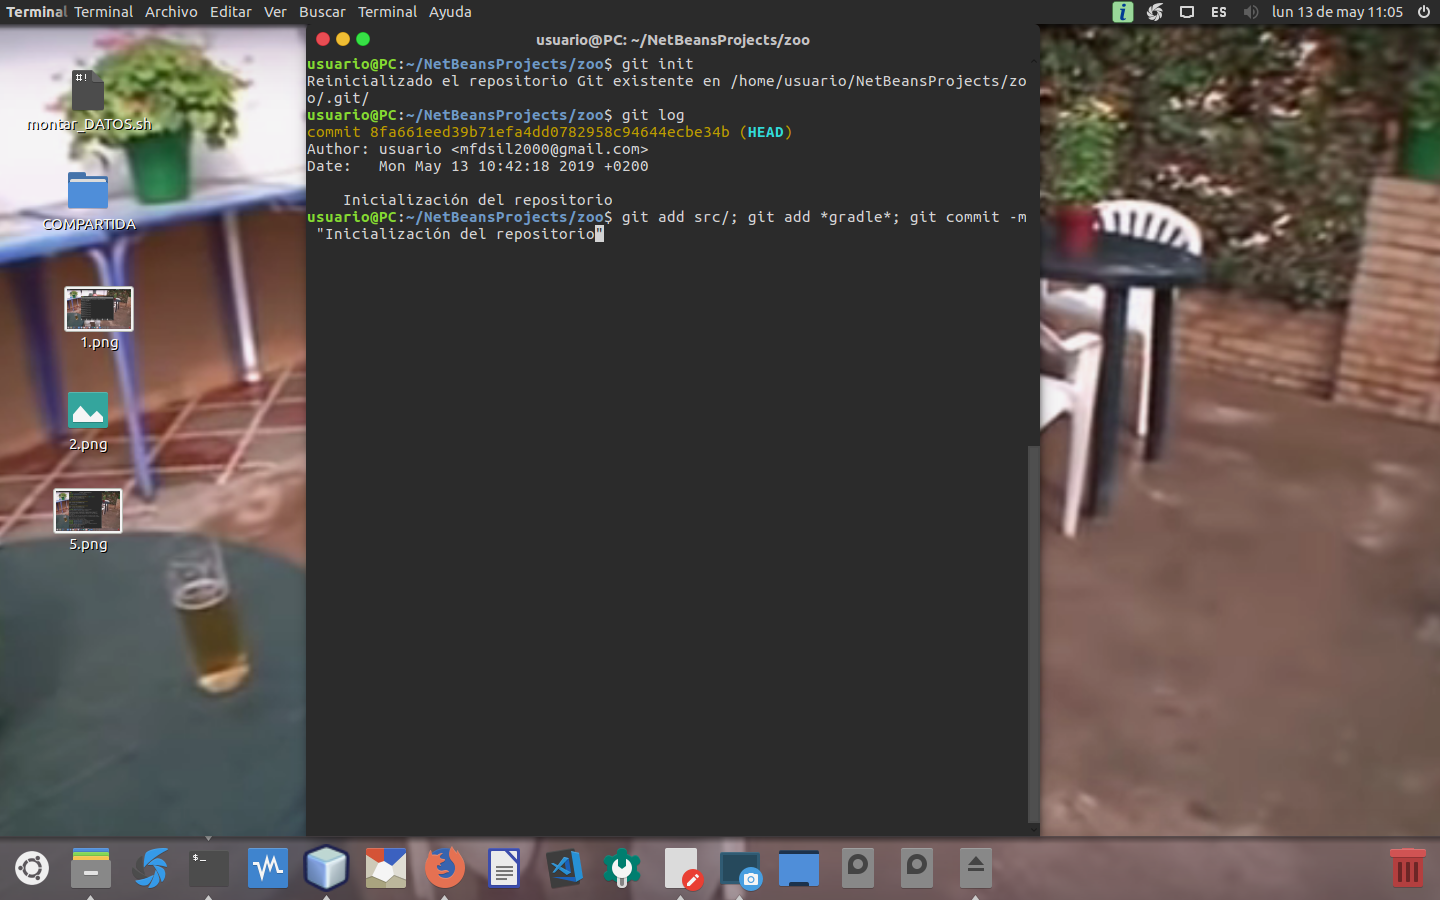 Terminal Terminal Archivo Editar Ver Buscar Terminal Ayuda
i ES lun 13 de may 11:05
usuario@PC: ~/NetBeansProjects/zoo
usuario@PC:~/NetBeansProjects/zoo$ git init
Reinicializado el repositorio Git existente en /home/usuario/NetBeansProjects/zo
o/.git/
usuario@PC:~/NetBeansProjects/zoo$ git log
commit 8fa661eed39b71efa4dd0782958c94644ecbe34b (HEAD)
Author: usuario <mfdsil2000@gmail.com>
Date:   Mon May 13 10:42:18 2019 +0200
    Inicialización del repositorio
usuario@PC:~/NetBeansProjects/zoo$ git add src/; git add *gradle*; git commit -m
 "Inicialización del repositorio"
#!
montar_DATOS.sh
COMPARTIDA
1.png
2.png
5.png
$_